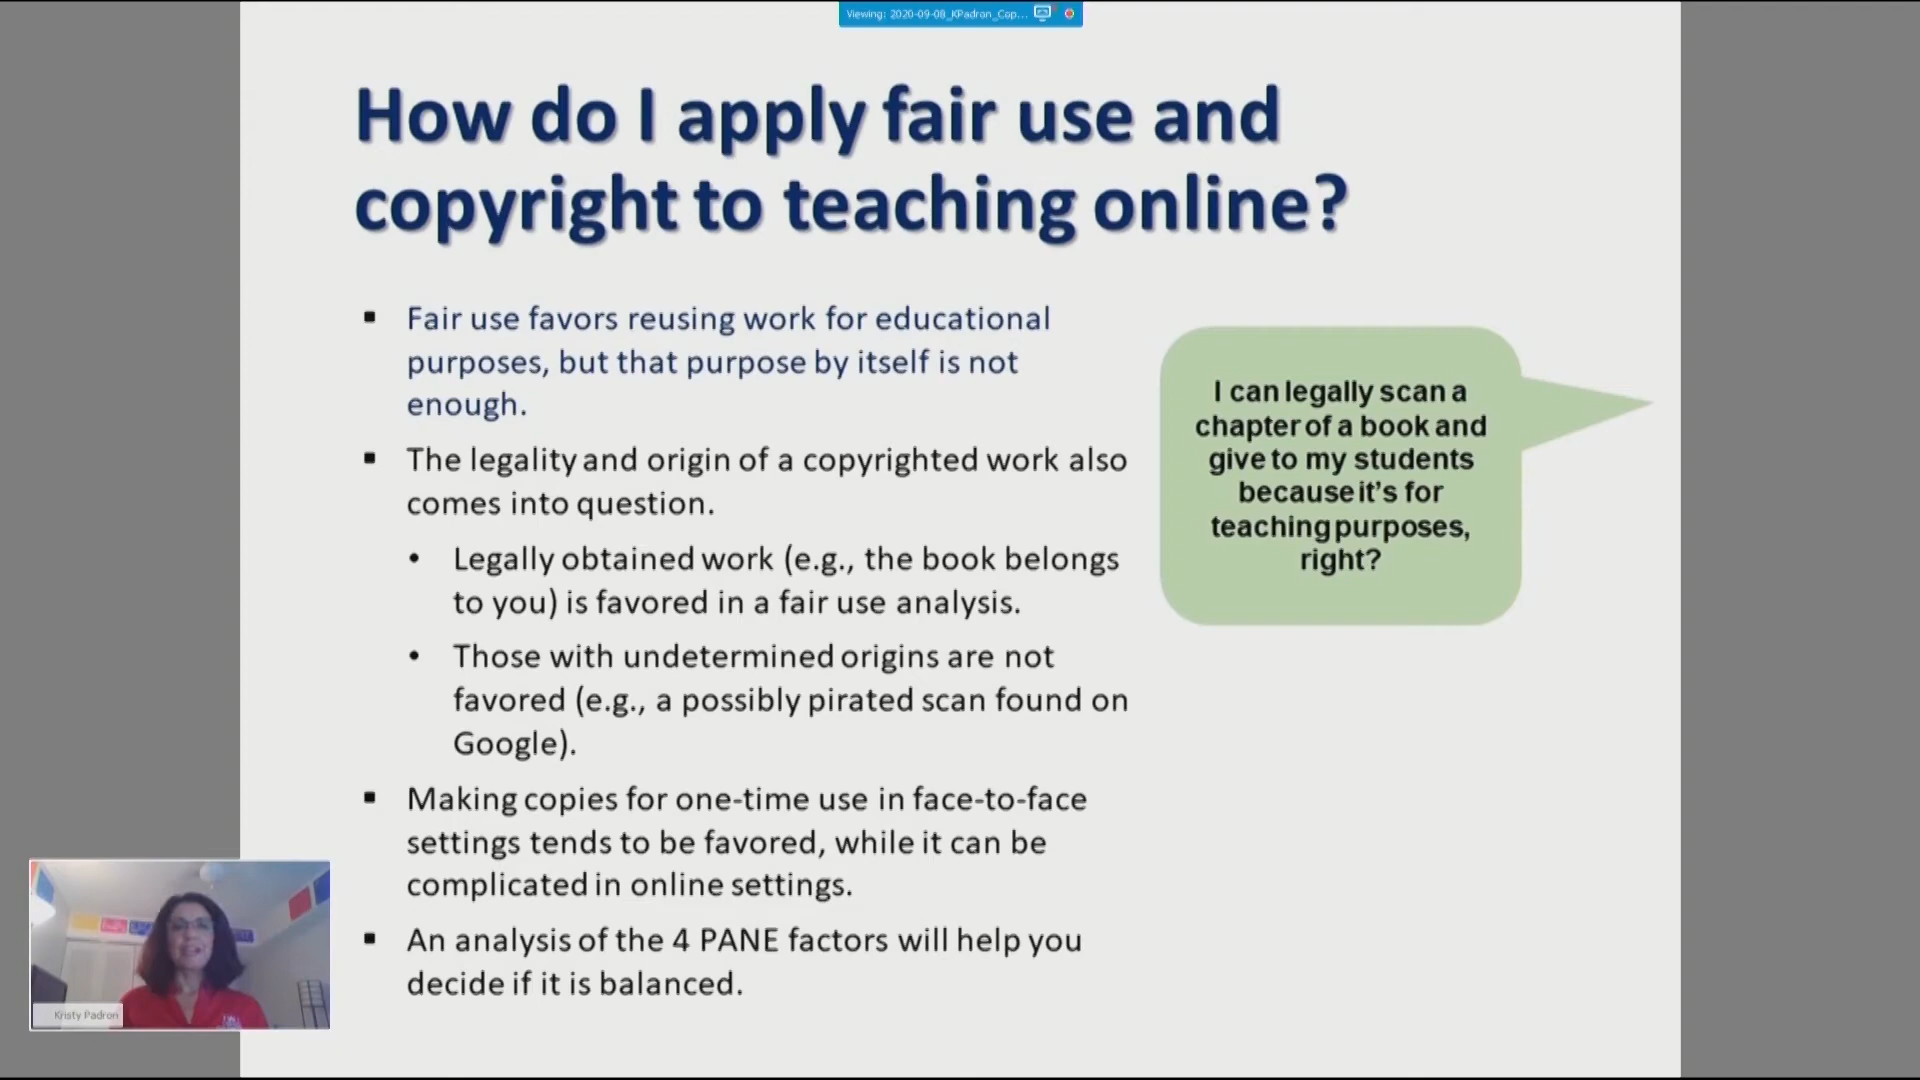 Viewing: 2020-09-08_KPadron_Cop...
How do I apply fair use and
copyright to teaching online?
▪ Fair use favors reusing work for educational
purposes, but that purpose by itself is not
enough.
▪ The legality and origin of a copyrighted work also
comes into question.
• Legally obtained work (e.g., the book belongs
to you) is favored in a fair use analysis.
• Those with undetermined origins are not
favored (e.g., a possibly pirated scan found on
Google).
▪ Making copies for one-time use in face-to-face
settings tends to be favored, while it can be
complicated in online settings.
▪ An analysis of the 4 PANE factors will help you
decide if it is balanced.
I can legally scan a
chapter of a book and
give to my students
because it’s for
teaching purposes,
right?
Kristy Padron